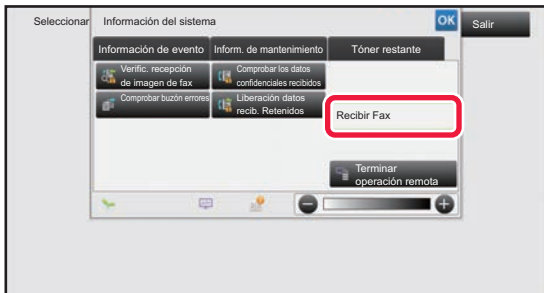 Seleccionar
Información del sistema
OK
Salir
Información de evento
Inform. de mantenimiento
Tóner restante
Verific. recepción
de imagen de fax
Comprobar los datos
confidenciales recibidos
Comprobar buzón errores
Liberación datos
recib. Retenidos
Recibir Fax
Terminar
operación remota